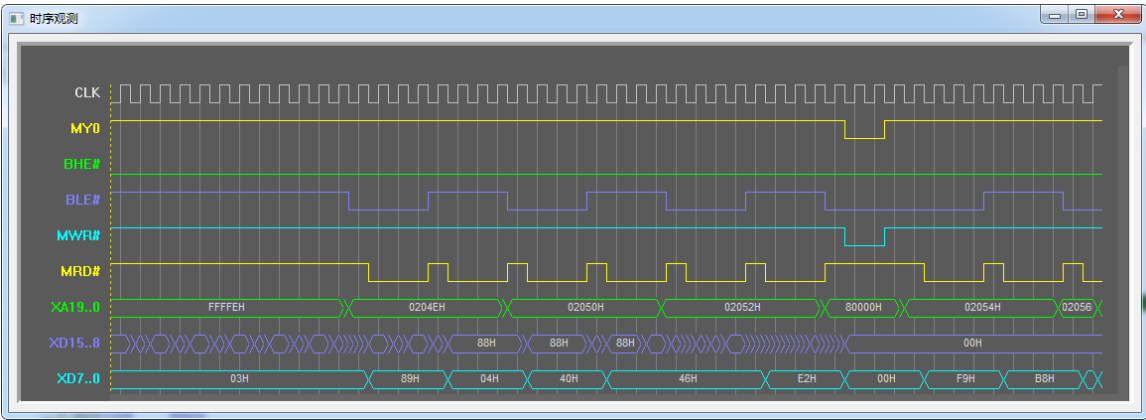 时序观测
CLK
MY0
BHE#
BLE#
MWR#
MRD#
XA19..0 FFFFEH 0204EH 02050H 02052H 80000H 02054H 02056
XD15..8 88H 88H 88H 00H
XD7..0 03H 89H 04H 40H 46H E2H 00H F9H B8H